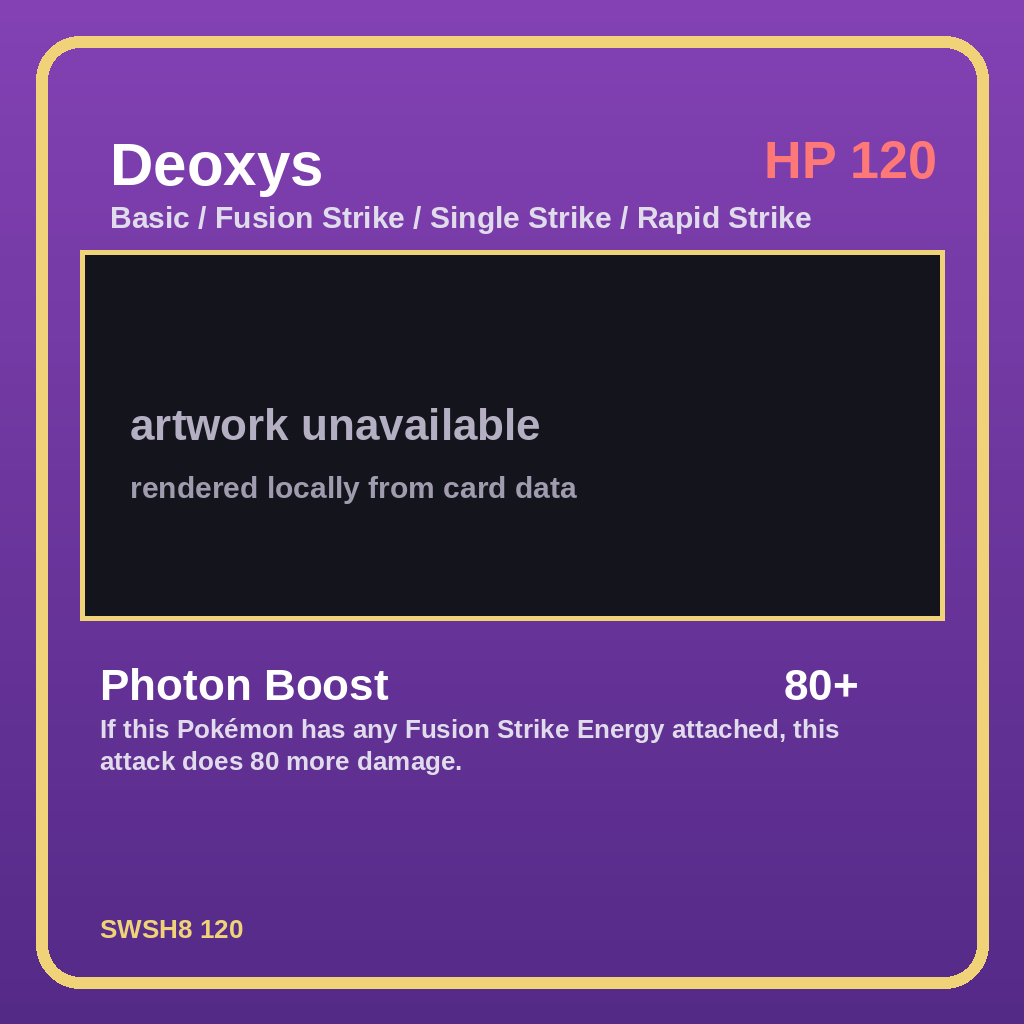 Deoxys
HP 120
Basic / Fusion Strike / Single Strike / Rapid Strike
artwork unavailable
rendered locally from card data
Photon Boost
80+
If this Pokémon has any Fusion Strike Energy attached, this
attack does 80 more damage.
SWSH8 120